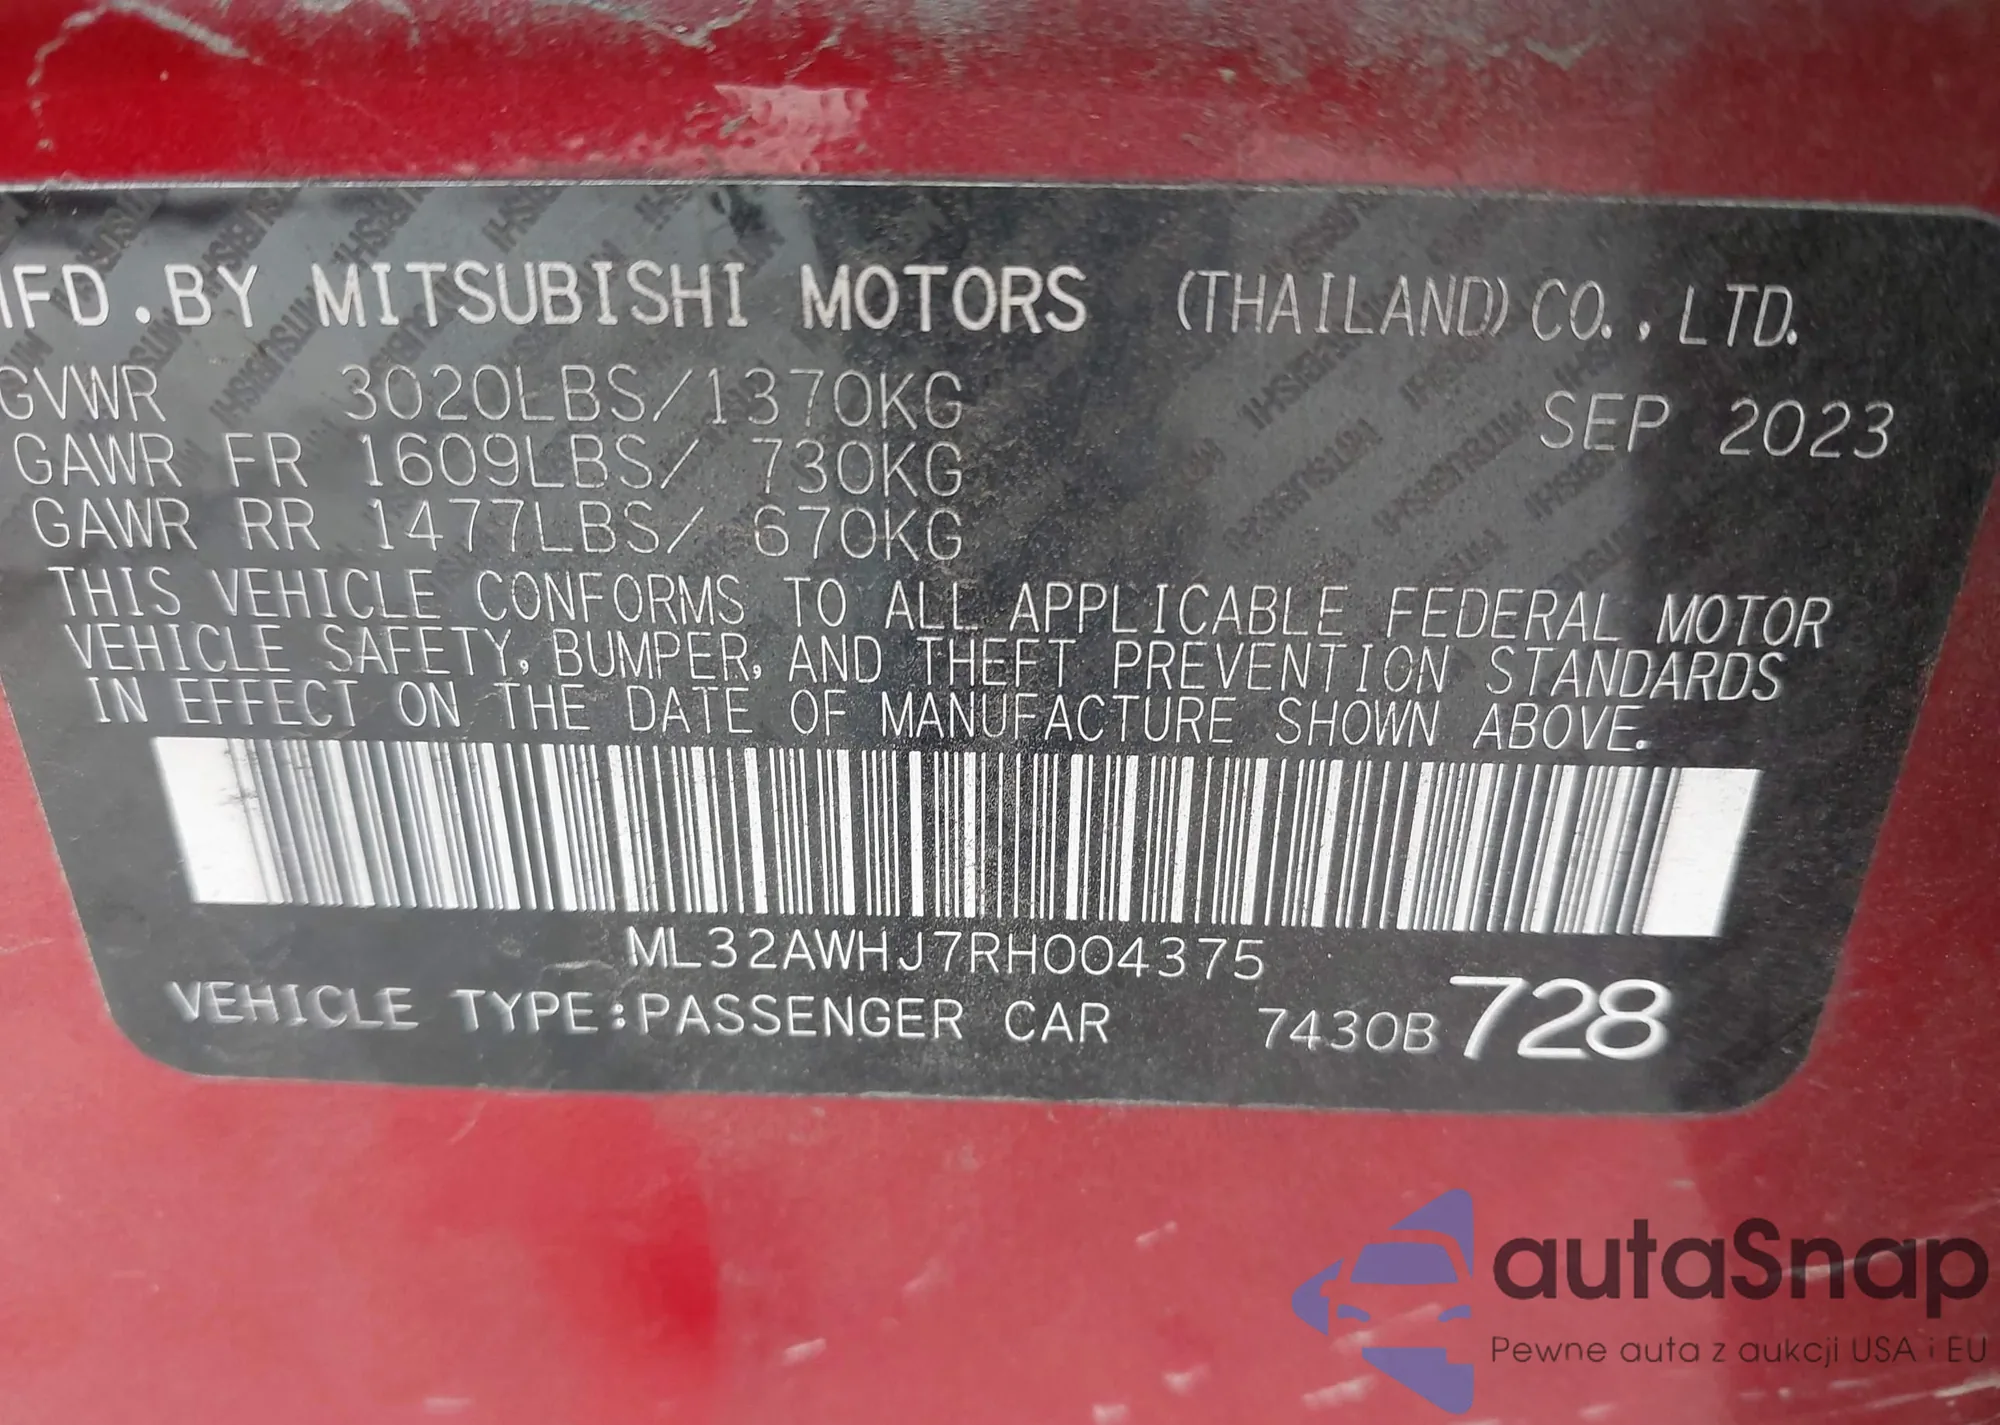 MFD.BY MITSUBISHI MOTORS (THAILAND) CO., LTD.
GVWR 3020LBS/1370KG
SEP 2023
GAWR FR 1609LBS/ 730KG
GAWR RR 1477LBS/ 670KG
THIS VEHICLE CONFORMS TO ALL APPLICABLE FEDERAL MOTOR
VEHICLE SAFETY, BUMPER, AND THEFT PREVENTION STANDARDS
IN EFFECT ON THE DATE OF MANUFACTURE SHOWN ABOVE.
ML32AWHJ7RH004375
VEHICLE TYPE:PASSENGER CAR 7430B 728
autaSnap
Pewne auta z aukcji USA i EU